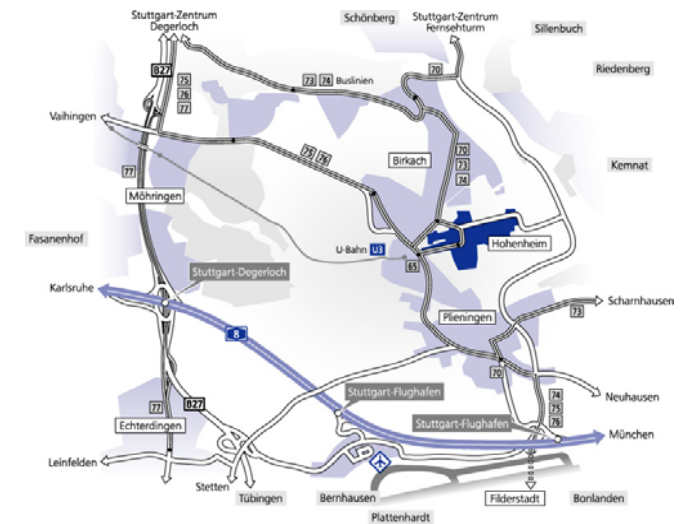 Stuttgart-Zentrum
Degerloch
Schönberg
Stuttgart-Zentrum
Fernsehturm
Sillenbuch
Riedenberg
B27
75
76
77
73 74 Buslinien
70
Vaihingen
75 76
Birkach
70
73
74
Kemnat
77
Möhringen
Fasanenhof
U-Bahn U3
65
Hohenheim
Stuttgart-Degerloch
Karlsruhe
8
Plieningen
Scharnhausen
73
70
Neuhausen
Stuttgart-Flughafen
77
B27
Echterdingen
Stuttgart-Flughafen
74
75
76
München
Leinfelden
Stetten
Tübingen
Bernhausen
Filderstadt
Bonlanden
Plattenhardt